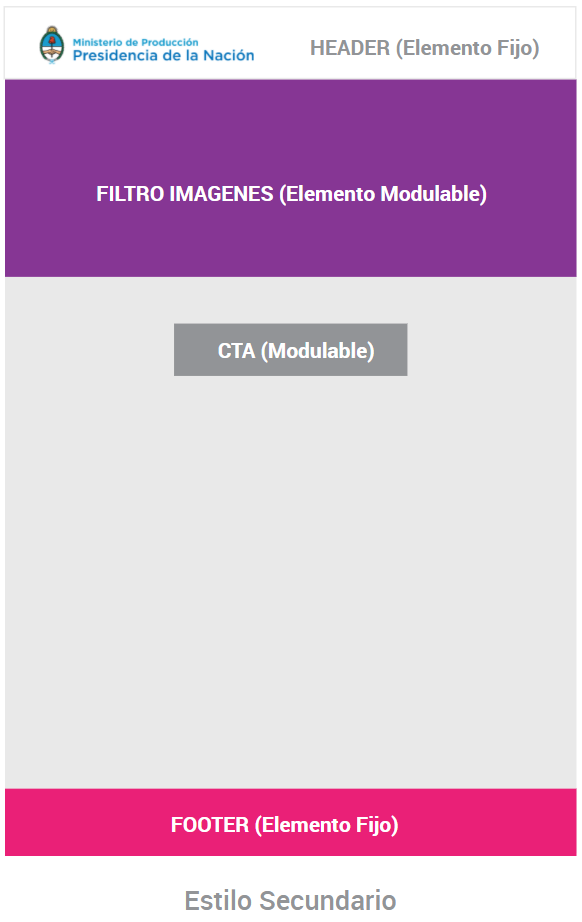 Ministerio de Producción
Presidencia de la Nación
HEADER (Elemento Fijo)
FILTRO IMAGENES (Elemento Modulable)
CTA (Modulable)
FOOTER (Elemento Fijo)
Estilo Secundario